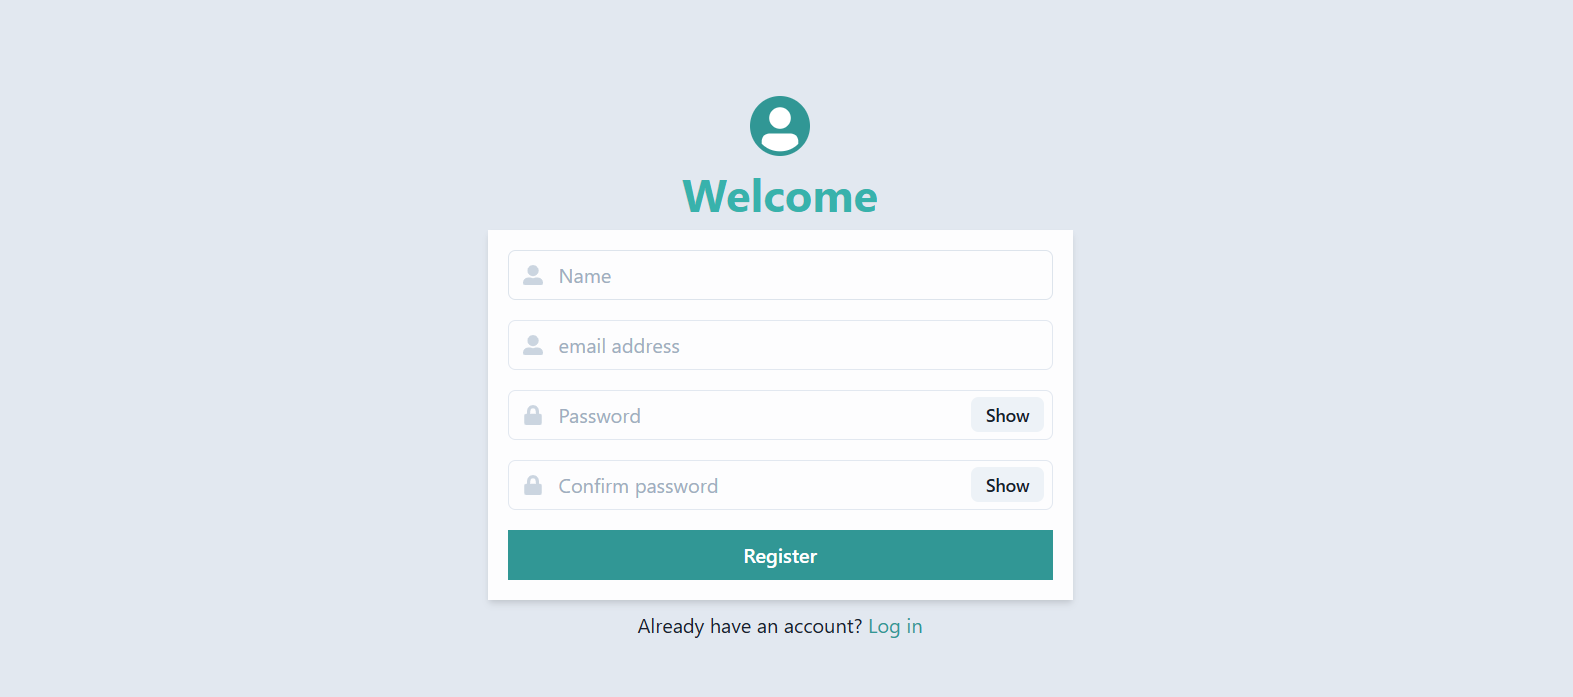 Welcome
Name
email address
Password
Show
Confirm password
Show
Register
Already have an account? Log in